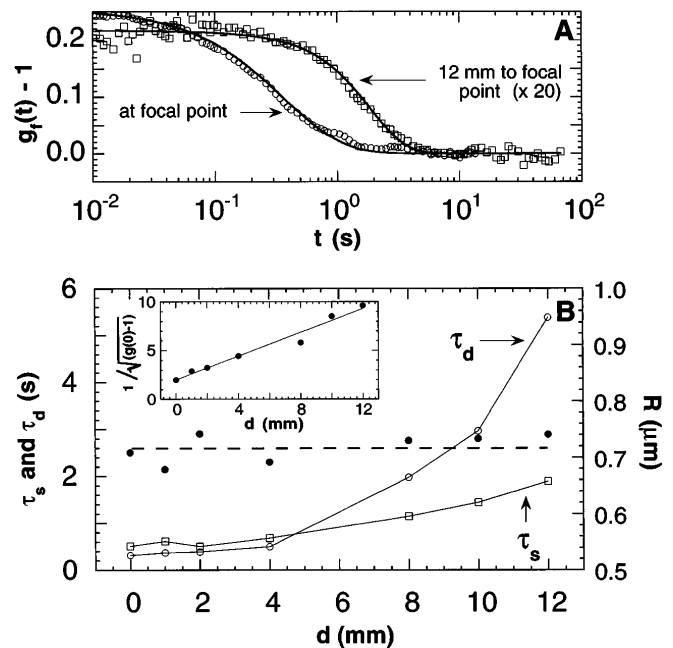 A
0.2
0.1
0.0
g_f(t) - 1
12 mm to focal
point (x 20)
at focal point
10^-2
10^-1
10^0
10^1
10^2
t (s)
B
6
4
2
0
τ_s and τ_d (s)
1.0
0.9
0.8
0.7
0.6
0.5
R (μm)
10
5
0
1/√(g(0)-1)
0
4
8
12
d (mm)
τ_d
τ_s
0
2
4
6
8
10
12
d (mm)